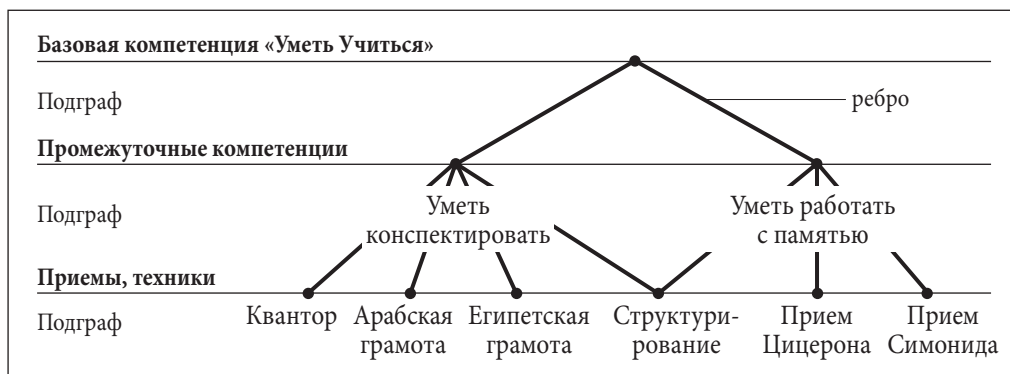 Базовая компетенция «Уметь Учиться»
Подграф
ребро
Промежуточные компетенции
Подграф
Уметь
конспектировать
Уметь работать
с памятью
Приемы, техники
Подграф
Квантор
Арабская
грамота
Египетская
грамота
Структури-
рование
Прием
Цицерона
Прием
Симонида